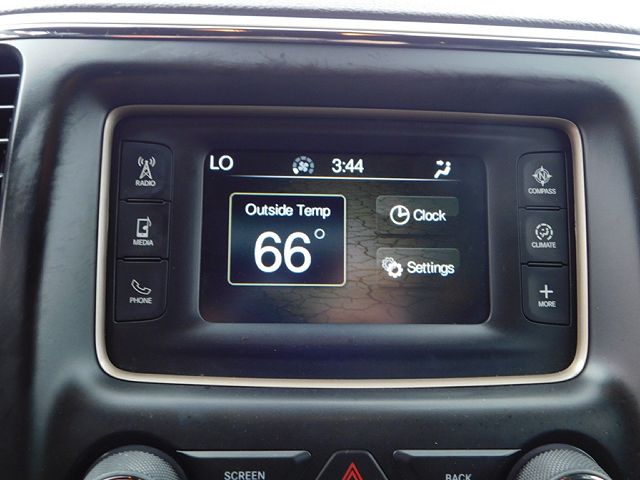 LO 3:44
RADIO
MEDIA
PHONE
Outside Temp
66°
Clock
Settings
N
COMPASS
CLIMATE
+
MORE
SCREEN
BACK